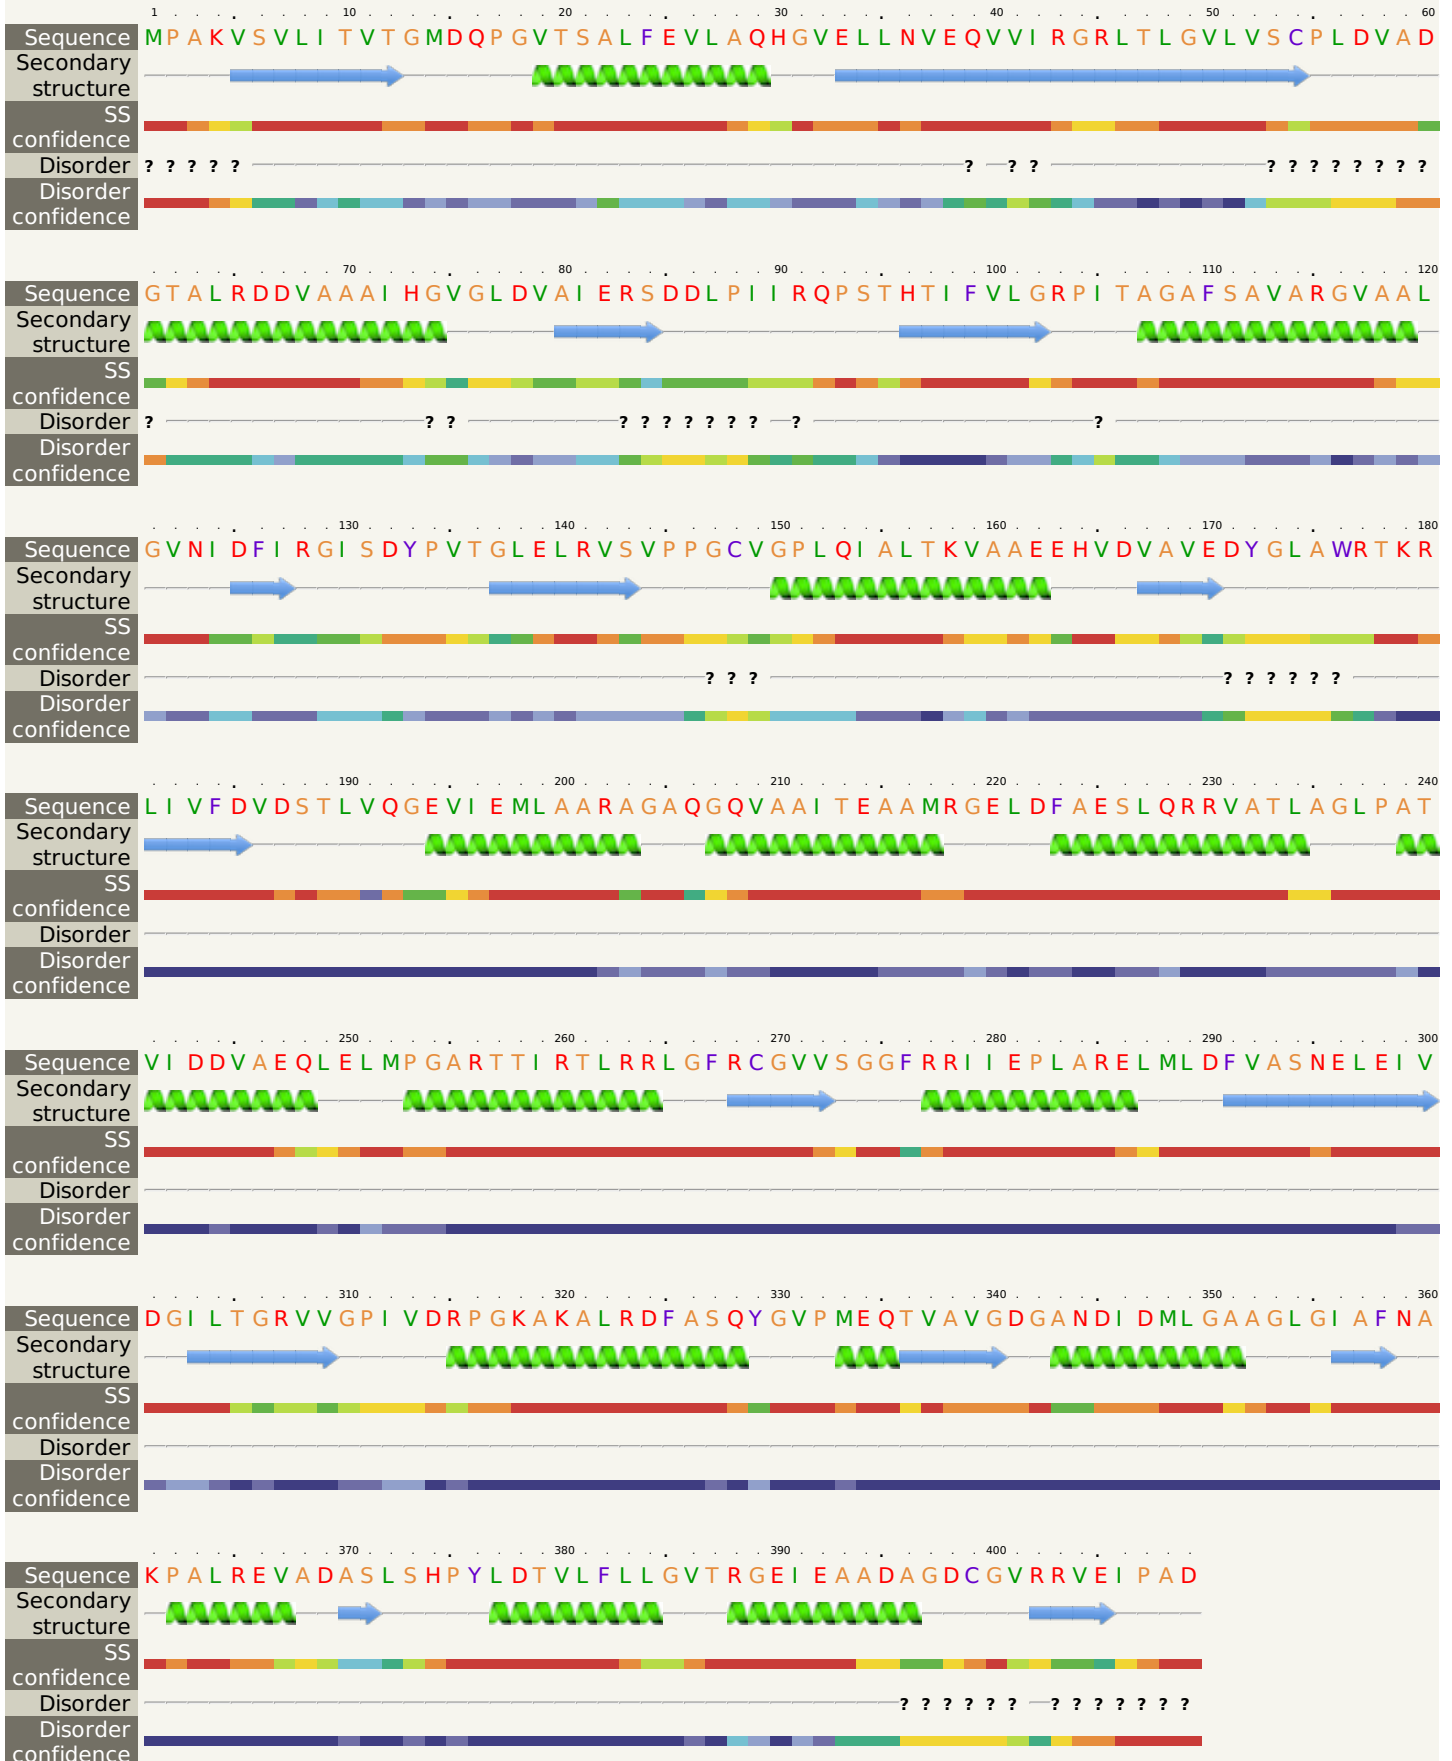 1 10 20 30 40 50 60
Sequence MPAKVSVLITVTGMDQPGVTSALFEVLAQHGVELLNVEQVVIRGRLTLGVLVSCPLDVAD
Secondary
structure
SS
confidence
Disorder ? ? ? ? ? ? ? ? ? ? ? ? ? ? ? ?
Disorder
confidence
70 80 90 100 110 120
Sequence GTALRDDVAAAIHGVGLDVAIERSDDLPIIRQPSTHTIFVLGRPITAGAFSAVARGVAAL
Secondary
structure
SS
confidence
Disorder ? ? ? ? ? ? ? ? ? ? ? ?
Disorder
confidence
130 140 150 160 170 180
Sequence GVNIDFIRGISDYPVTGLELRVSVPPGCVGPLQIALTKVAAEEHVDVAVEDYGLAWRTKR
Secondary
structure
SS
confidence
Disorder ? ? ? ? ? ? ? ? ?
Disorder
confidence
190 200 210 220 230 240
Sequence LIVFDVDSTLVQGEVIEMLAARAGAQGQVAAITEAAMRGELDFAESLQRRVATLAGLPAT
Secondary
structure
SS
confidence
Disorder
Disorder
confidence
250 260 270 280 290 300
Sequence VIDDVAEQLELMPGARTTIRTLRRLGFRCGVVSGGFRRIIEPLARELMLDFVASNELEIV
Secondary
structure
SS
confidence
Disorder
Disorder
confidence
310 320 330 340 350 360
Sequence DGILTGRVVGPIVDRPGKAKALRDFASQYGVPMEQTVAVGDGANDIDMLGAAGLGIAFNA
Secondary
structure
SS
confidence
Disorder
Disorder
confidence
370 380 390 400
Sequence KPALREVADASLSHPYLDTVLFLLGVTRGEIEAADAGDCGVRRVEIPAD
Secondary
structure
SS
confidence
Disorder ? ? ? ? ? ? ? ? ? ? ? ? ?
Disorder
confidence